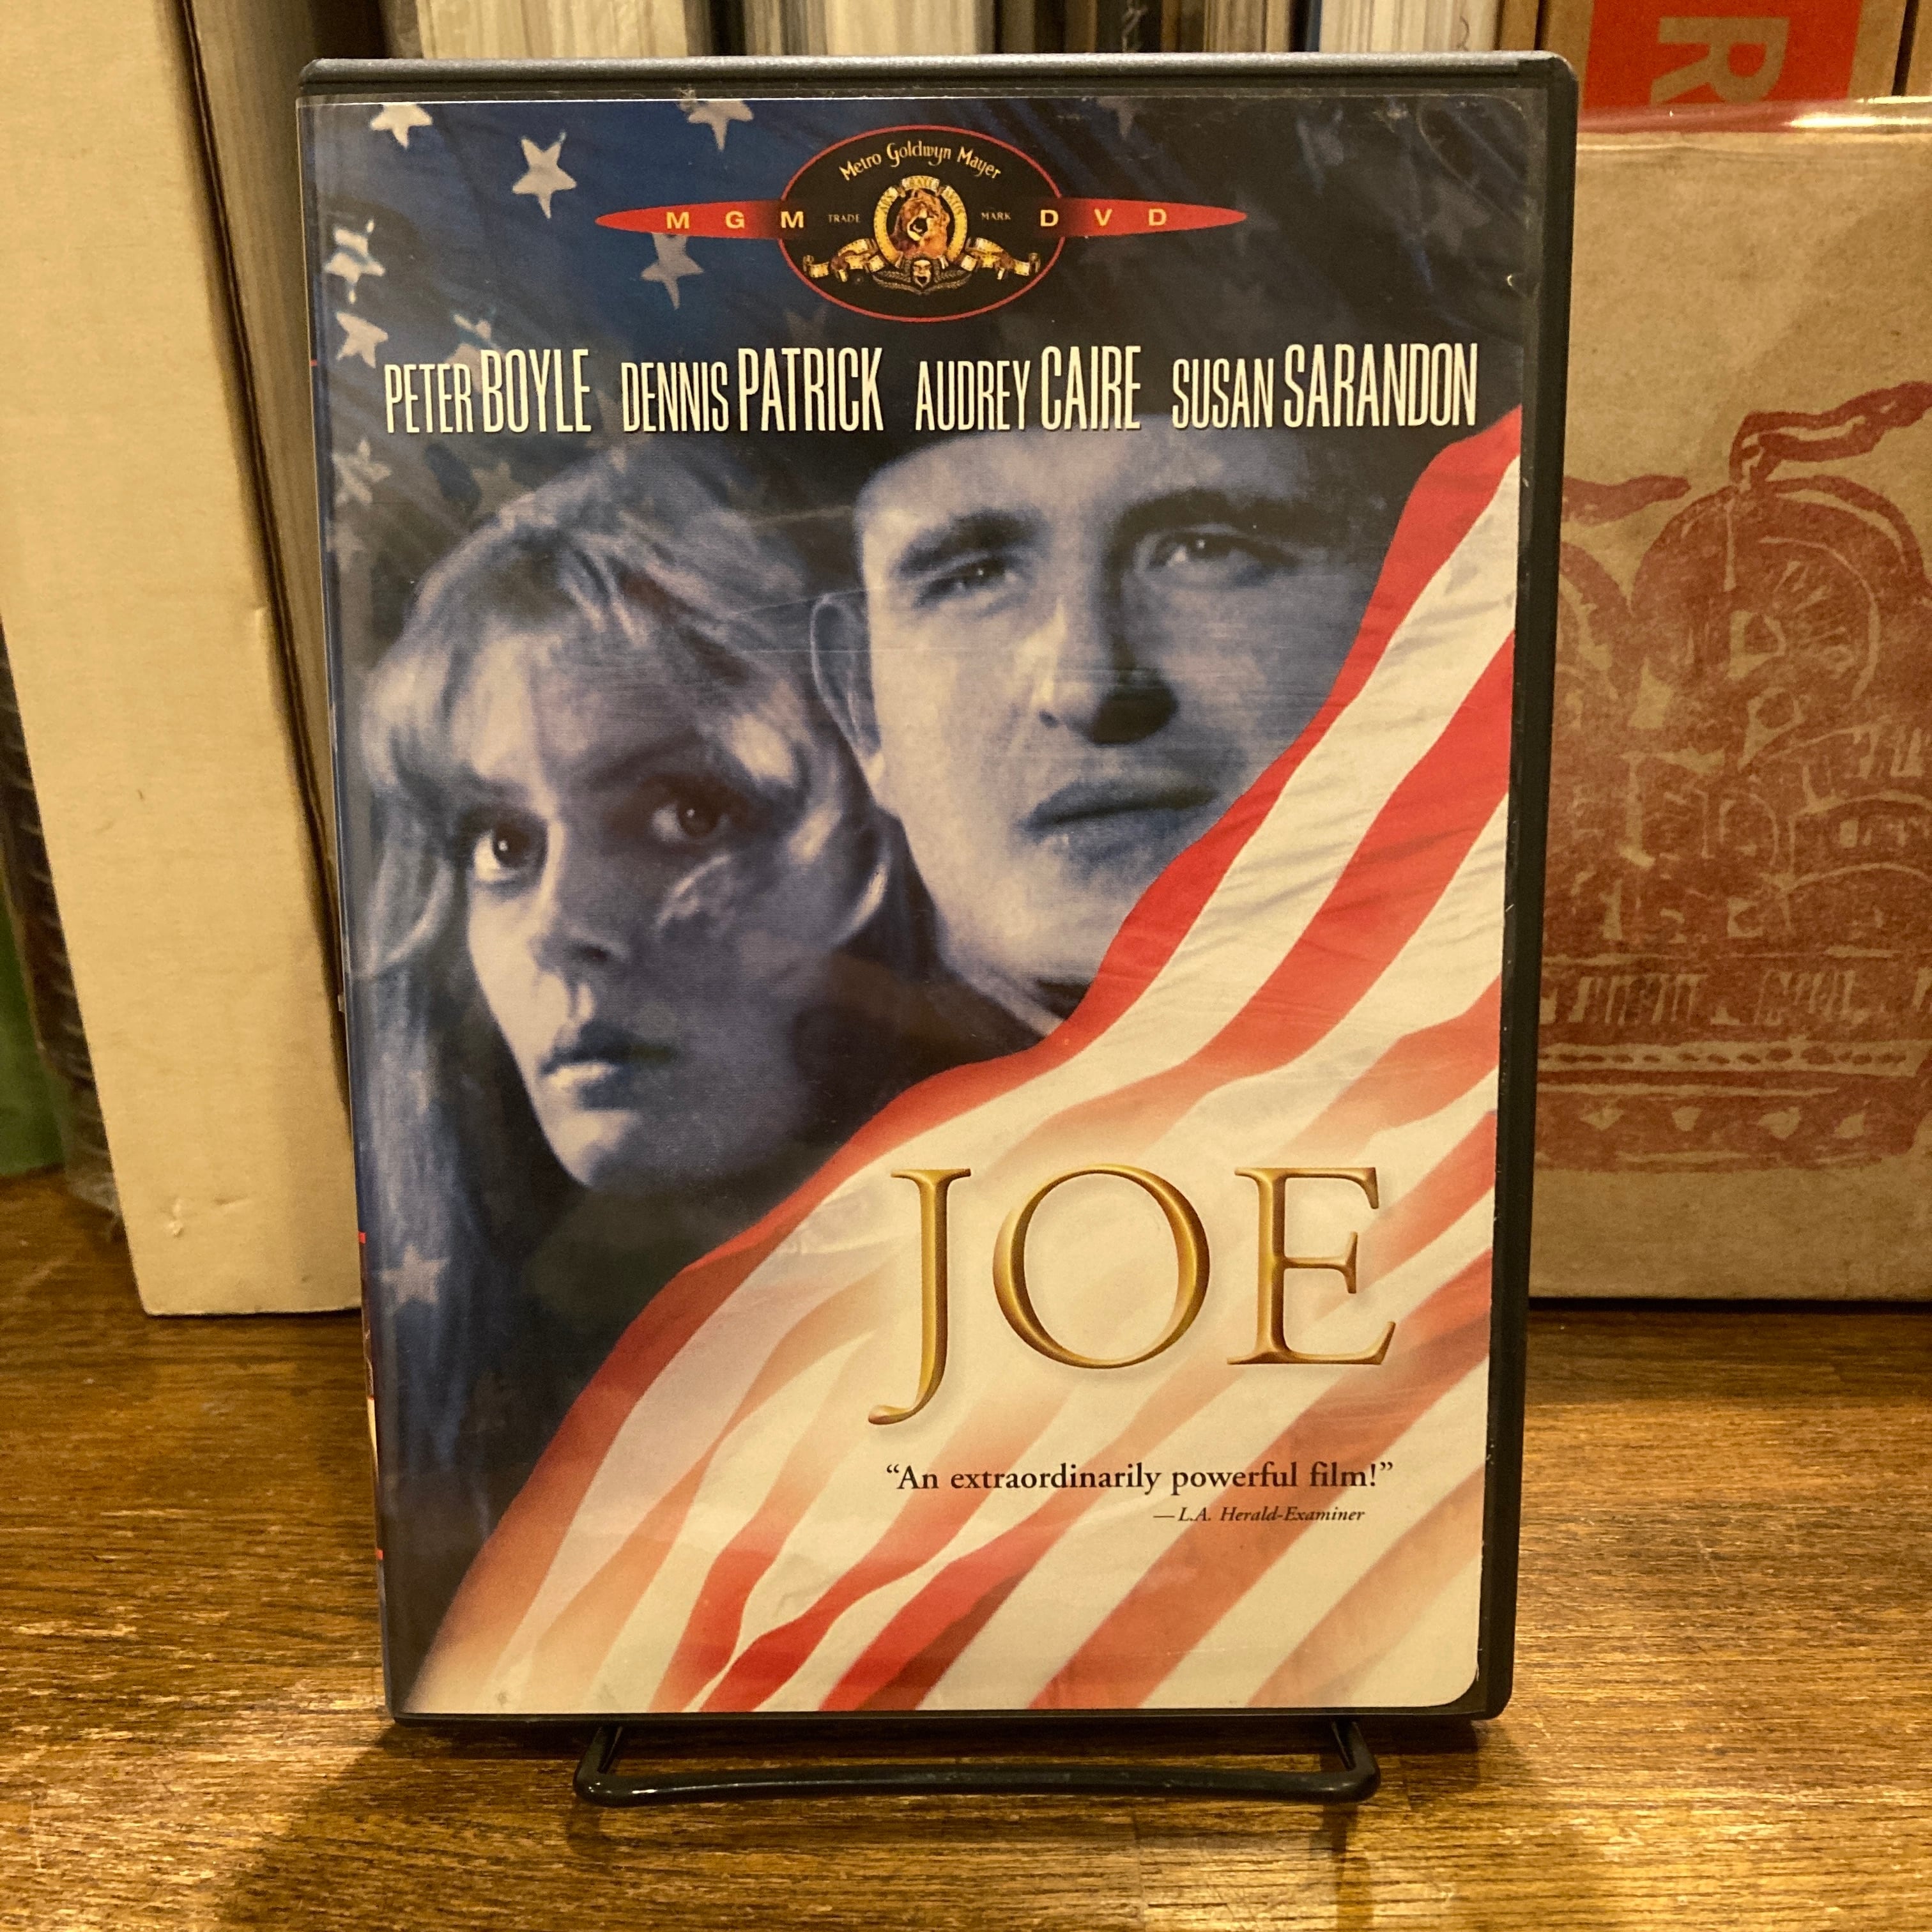 R
Metro Goldwyn Mayer
MGM TRADE MARK DVD
PETER BOYLE DENNIS PATRICK AUDREY CAIRE SUSAN SARANDON
JOE
“An extraordinarily powerful film!”
—L.A. Herald-Examiner